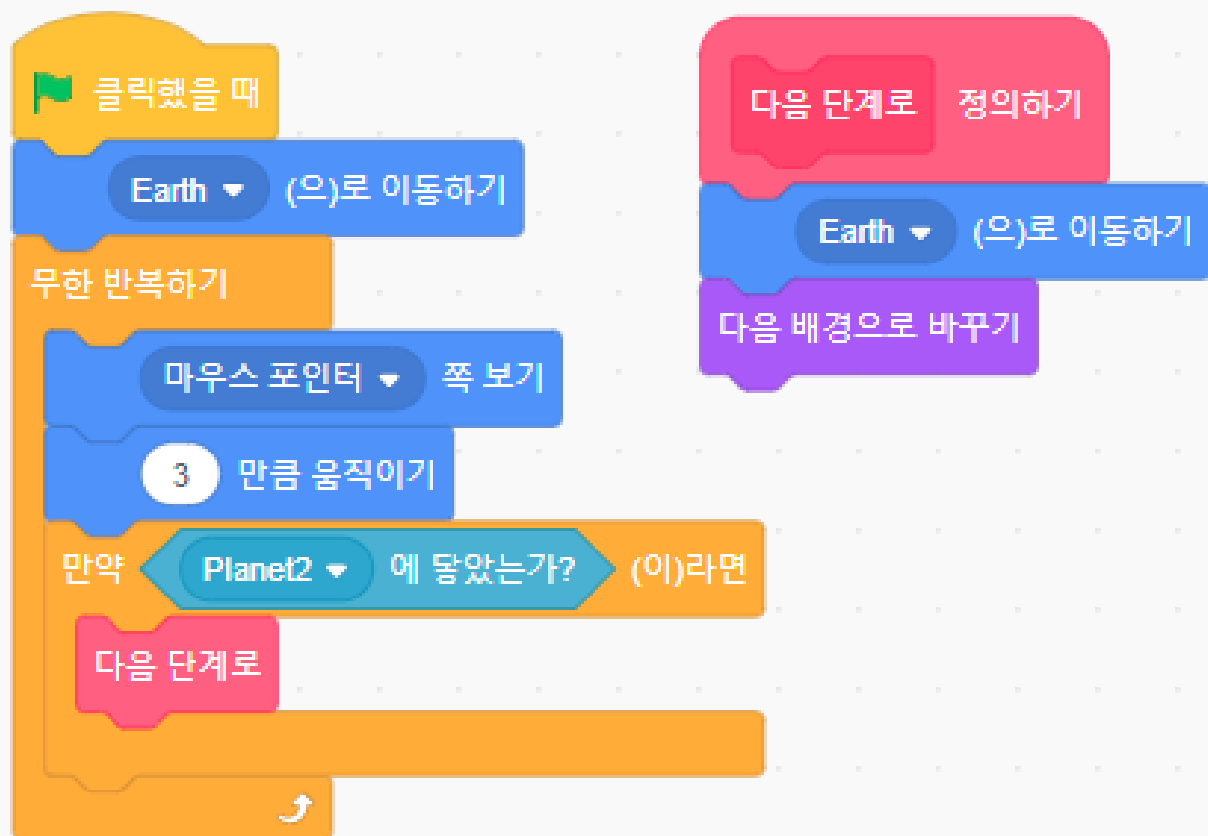 클릭했을 때
Earth (으)로 이동하기
무한 반복하기
마우스 포인터 쪽 보기
3 만큼 움직이기
만약 Planet2 에 닿았는가? (이)라면
다음 단계로
다음 단계로 정의하기
Earth (으)로 이동하기
다음 배경으로 바꾸기